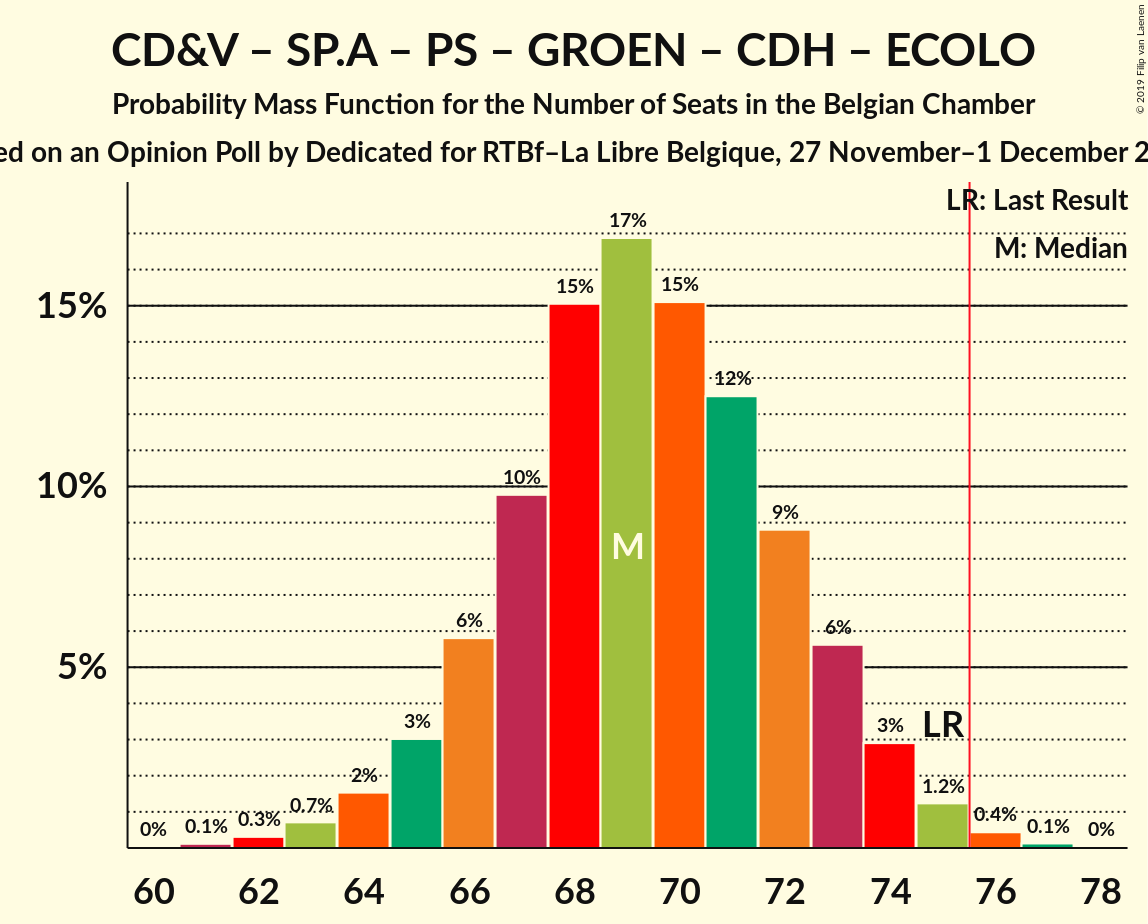 CD&V – SP.A – PS – GROEN – CDH – ECOLO
Probability Mass Function for the Number of Seats in the Belgian Chamber
ed on an Opinion Poll by Dedicated for RTBf–La Libre Belgique, 27 November–1 December 2
© 2019 Filip van Laenen
LR: Last Result
M: Median
15%
10%
5%
0%
0.1%
0.3%
0.7%
2%
3%
6%
10%
15%
17%
15%
12%
9%
6%
3%
1.2%
0.4%
0.1%
0%
M
LR
60 62 64 66 68 70 72 74 76 78